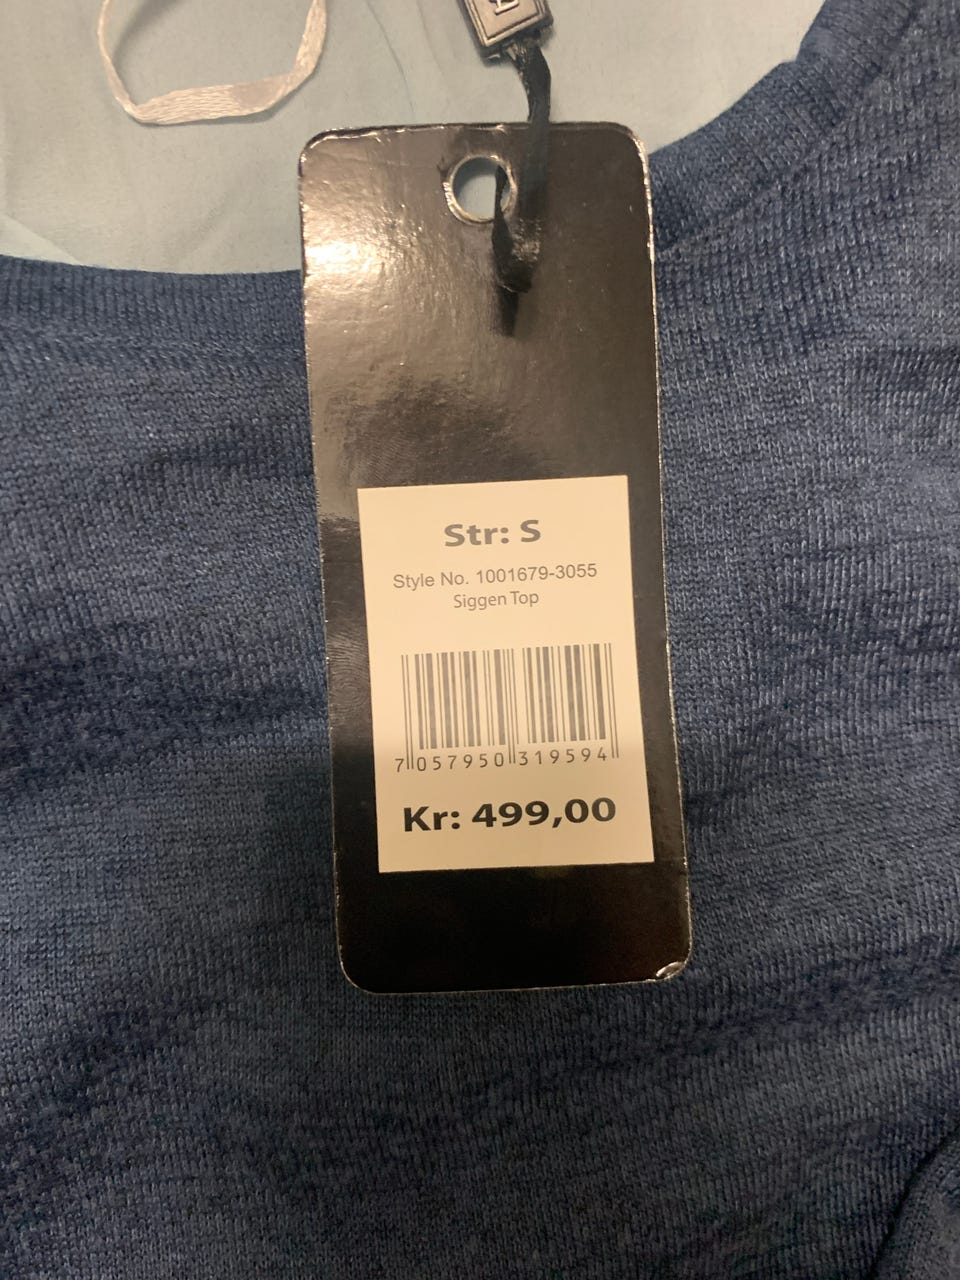 Str: S
Style No. 1001679-3055
Siggen Top
7 057950 319594
Kr: 499,00